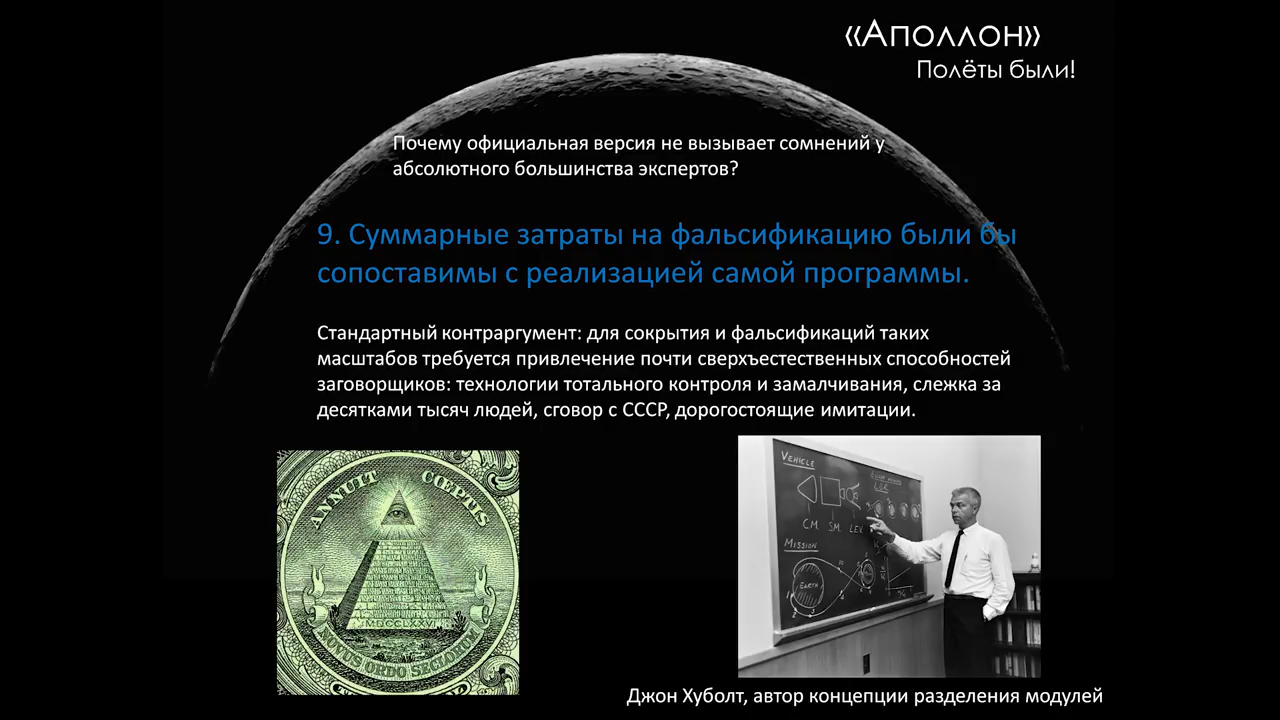 «Аполлон»
Полёты были!
Почему официальная версия не вызывает сомнений у
абсолютного большинства экспертов?
9. Суммарные затраты на фальсификацию были бы
сопоставимы с реализацией самой программы.
Стандартный контраргумент: для сокрытия и фальсификаций таких
масштабов требуется привлечение почти сверхъестественных способностей
заговорщиков: технологии тотального контроля и замалчивания, слежка за
десятками тысяч людей, сговор с СССР, дорогостоящие имитации.
ANNUIT CŒPTIS
MDCCLXXVI
NOVUS ORDO SECLORUM
VEHICLE
C.M. S.M. L.E.V.
MISSION
EARTH
Джон Хуболт, автор концепции разделения модулей